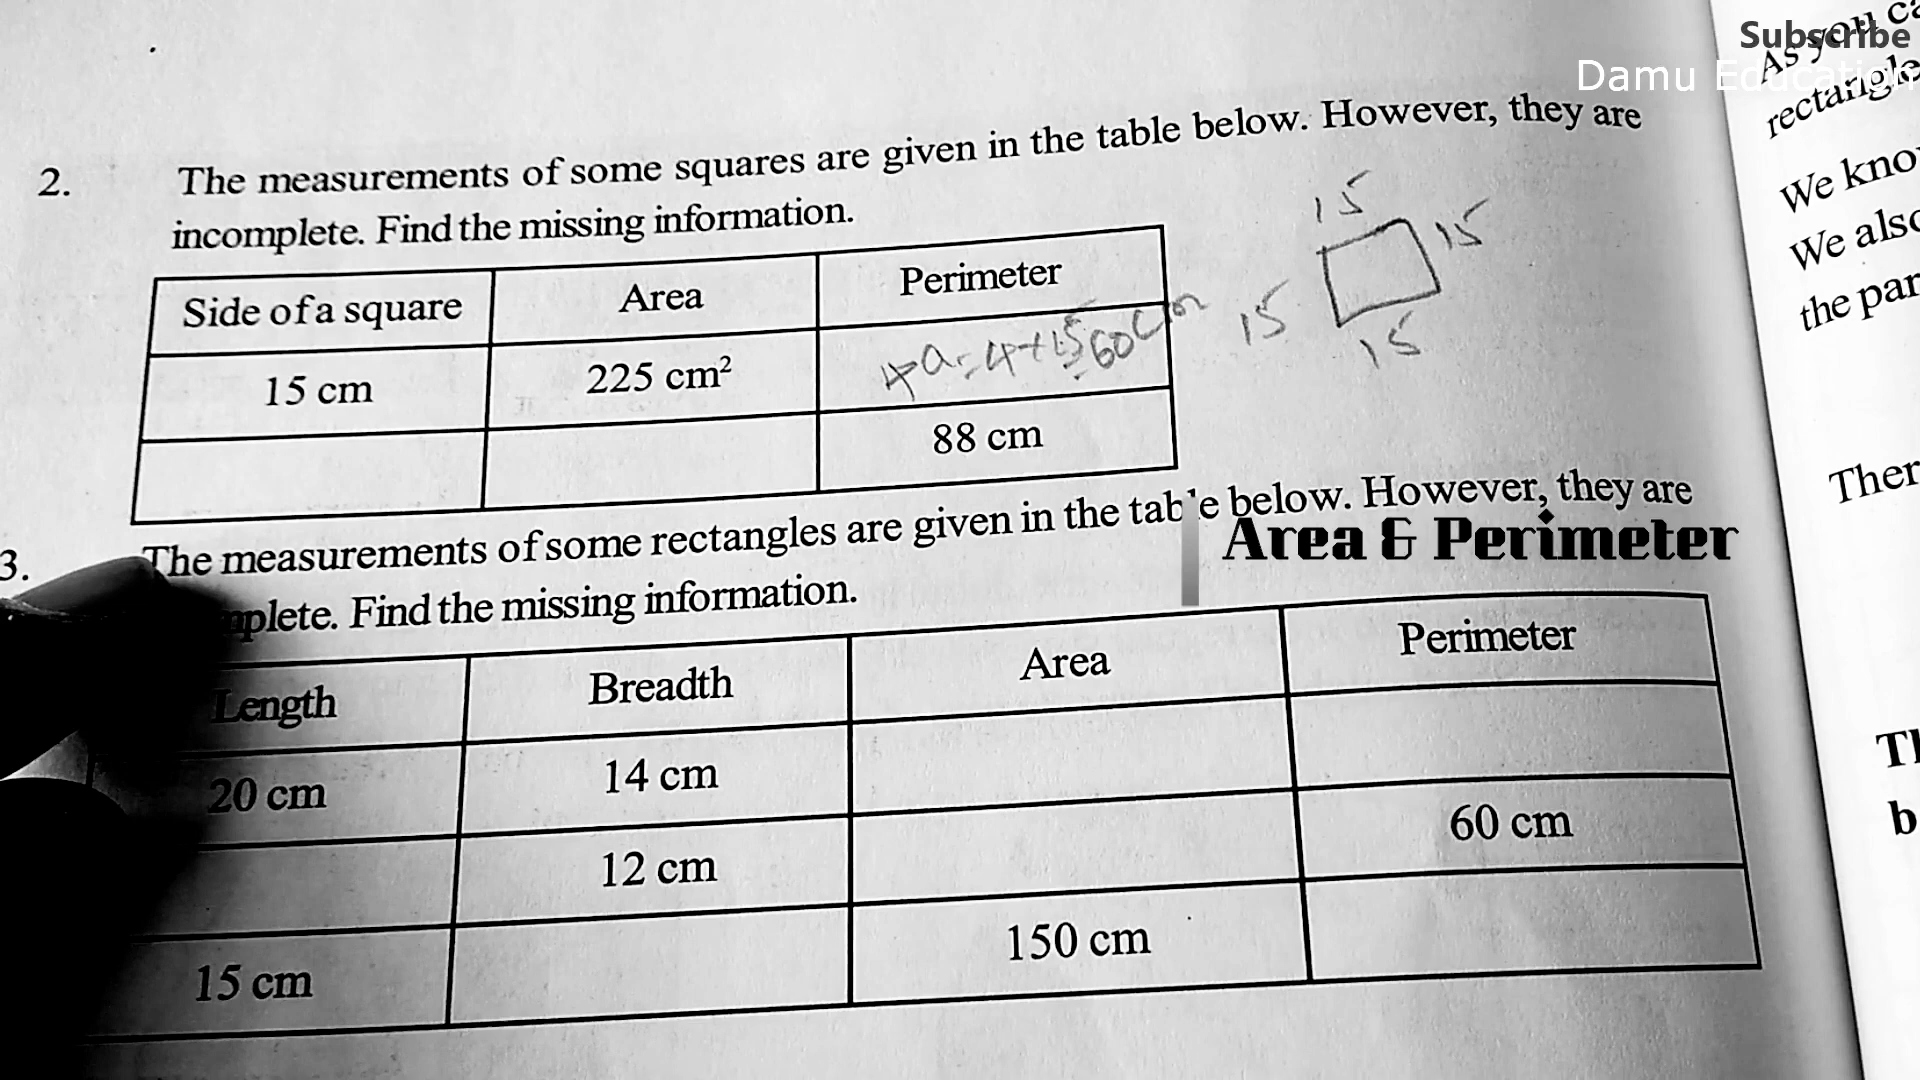 Subscribe
Damu Education
2. The measurements of some squares are given in the table below. However, they are
incomplete. Find the missing information.
Side of a square Area Perimeter
15 cm 225 cm² 4a = 4+15 60cm
88 cm
15
15
15
15
3. The measurements of some rectangles are given in the table below. However, they are
plete. Find the missing information.
Area & Perimeter
Length Breadth Area Perimeter
20 cm 14 cm
12 cm 60 cm
15 cm 150 cm
As you
rectangle
We kno
We also
the par
Ther
b